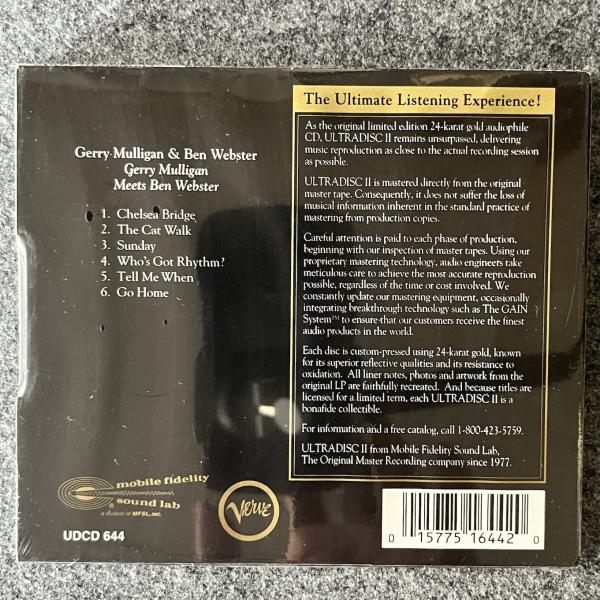 Gerry Mulligan & Ben Webster
Gerry Mulligan
Meets Ben Webster
1. Chelsea Bridge
2. The Cat Walk
3. Sunday
4. Who's Got Rhythm?
5. Tell Me When
6. Go Home
mobile fidelity
sound lab
a division of MFSL, INC.
UDCD 644
Verve
The Ultimate Listening Experience!
As the original limited edition 24-karat gold audiophile
CD, ULTRADISC II remains unsurpassed, delivering
music reproduction as close to the actual recording session
as possible.
ULTRADISC II is mastered directly from the original
master tape. Consequently, it does not suffer the loss of
musical information inherent in the standard practice of
mastering from production copies.
Careful attention is paid to each phase of production,
beginning with our inspection of master tapes. Using our
proprietary mastering technology, audio engineers take
meticulous care to achieve the most accurate reproduction
possible, regardless of the time or cost involved. We
constantly update our mastering equipment, occasionally
integrating breakthrough technology such as The GAIN
System™ to ensure that our customers receive the finest
audio products in the world.
Each disc is custom-pressed using 24-karat gold, known
for its superior reflective qualities and its resistance to
oxidation. All liner notes, photos and artwork from the
original LP are faithfully recreated. And because titles are
licensed for a limited term, each ULTRADISC II is a
bonafide collectible.
For information and a free catalog, call 1-800-423-5759.
ULTRADISC II from Mobile Fidelity Sound Lab,
The Original Master Recording company since 1977.
0 15775 16442 0